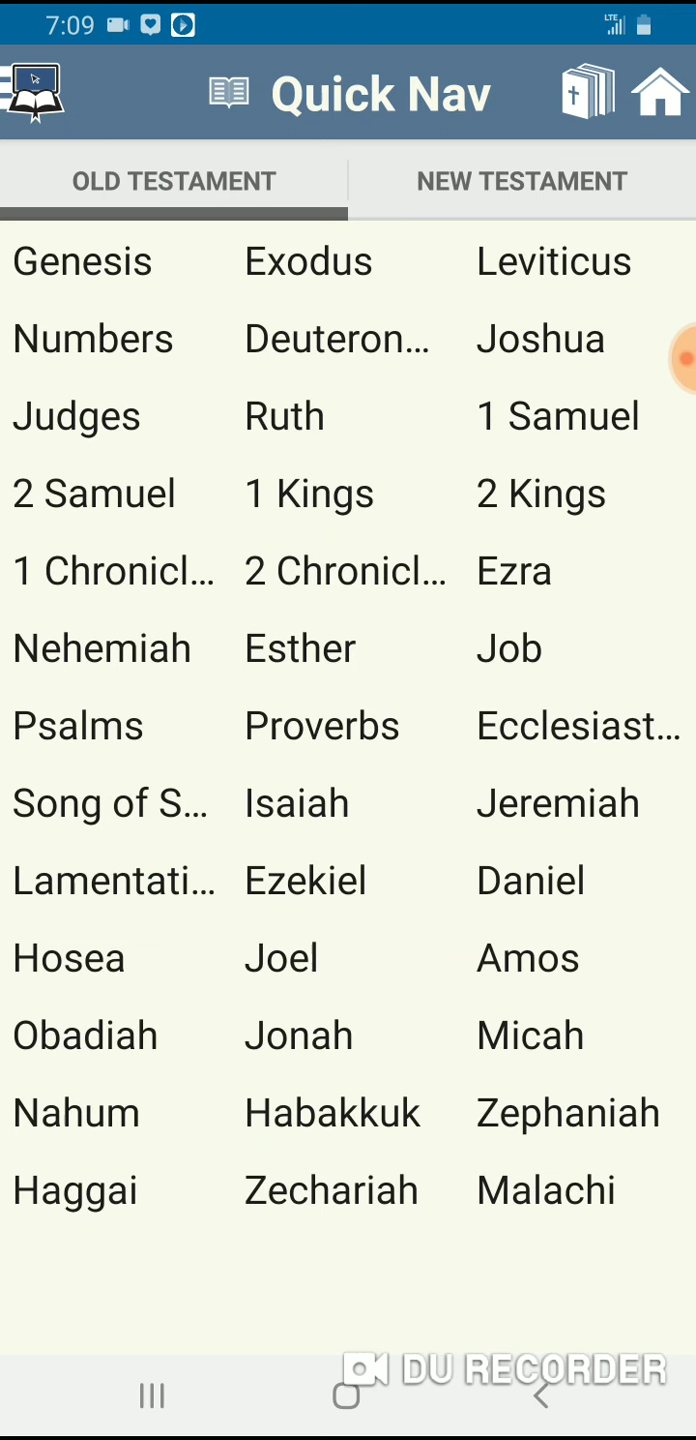 7:09 LTE
Quick Nav
OLD TESTAMENT NEW TESTAMENT
Genesis Exodus Leviticus
Numbers Deuteron... Joshua
Judges Ruth 1 Samuel
2 Samuel 1 Kings 2 Kings
1 Chronicl... 2 Chronicl... Ezra
Nehemiah Esther Job
Psalms Proverbs Ecclesiast...
Song of S... Isaiah Jeremiah
Lamentati... Ezekiel Daniel
Hosea Joel Amos
Obadiah Jonah Micah
Nahum Habakkuk Zephaniah
Haggai Zechariah Malachi
DU RECORDER